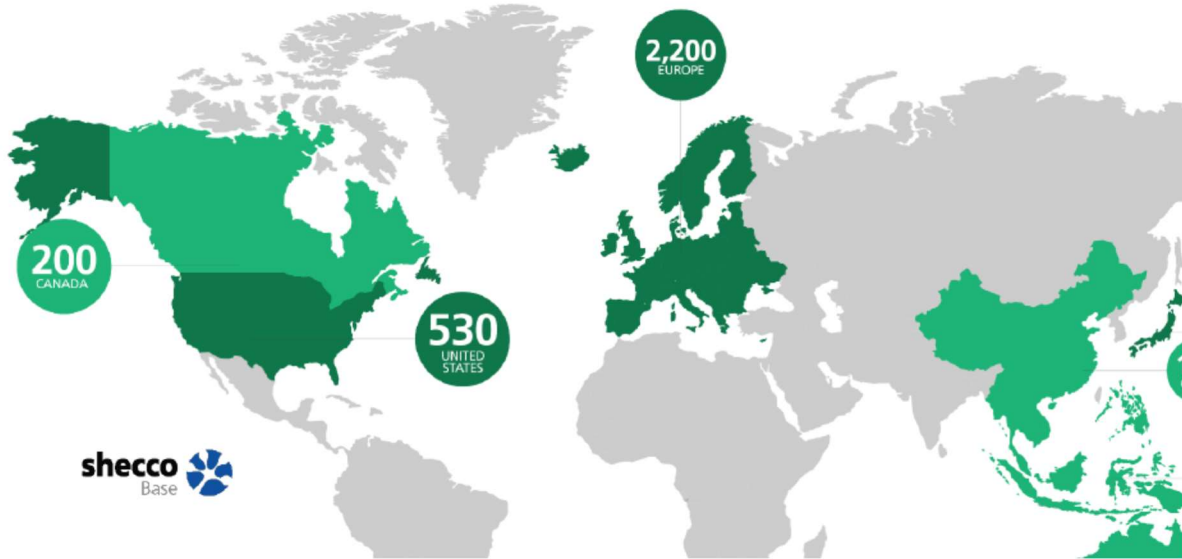 2,200
EUROPE
200
CANADA
530
UNITED
STATES
shecco
Base